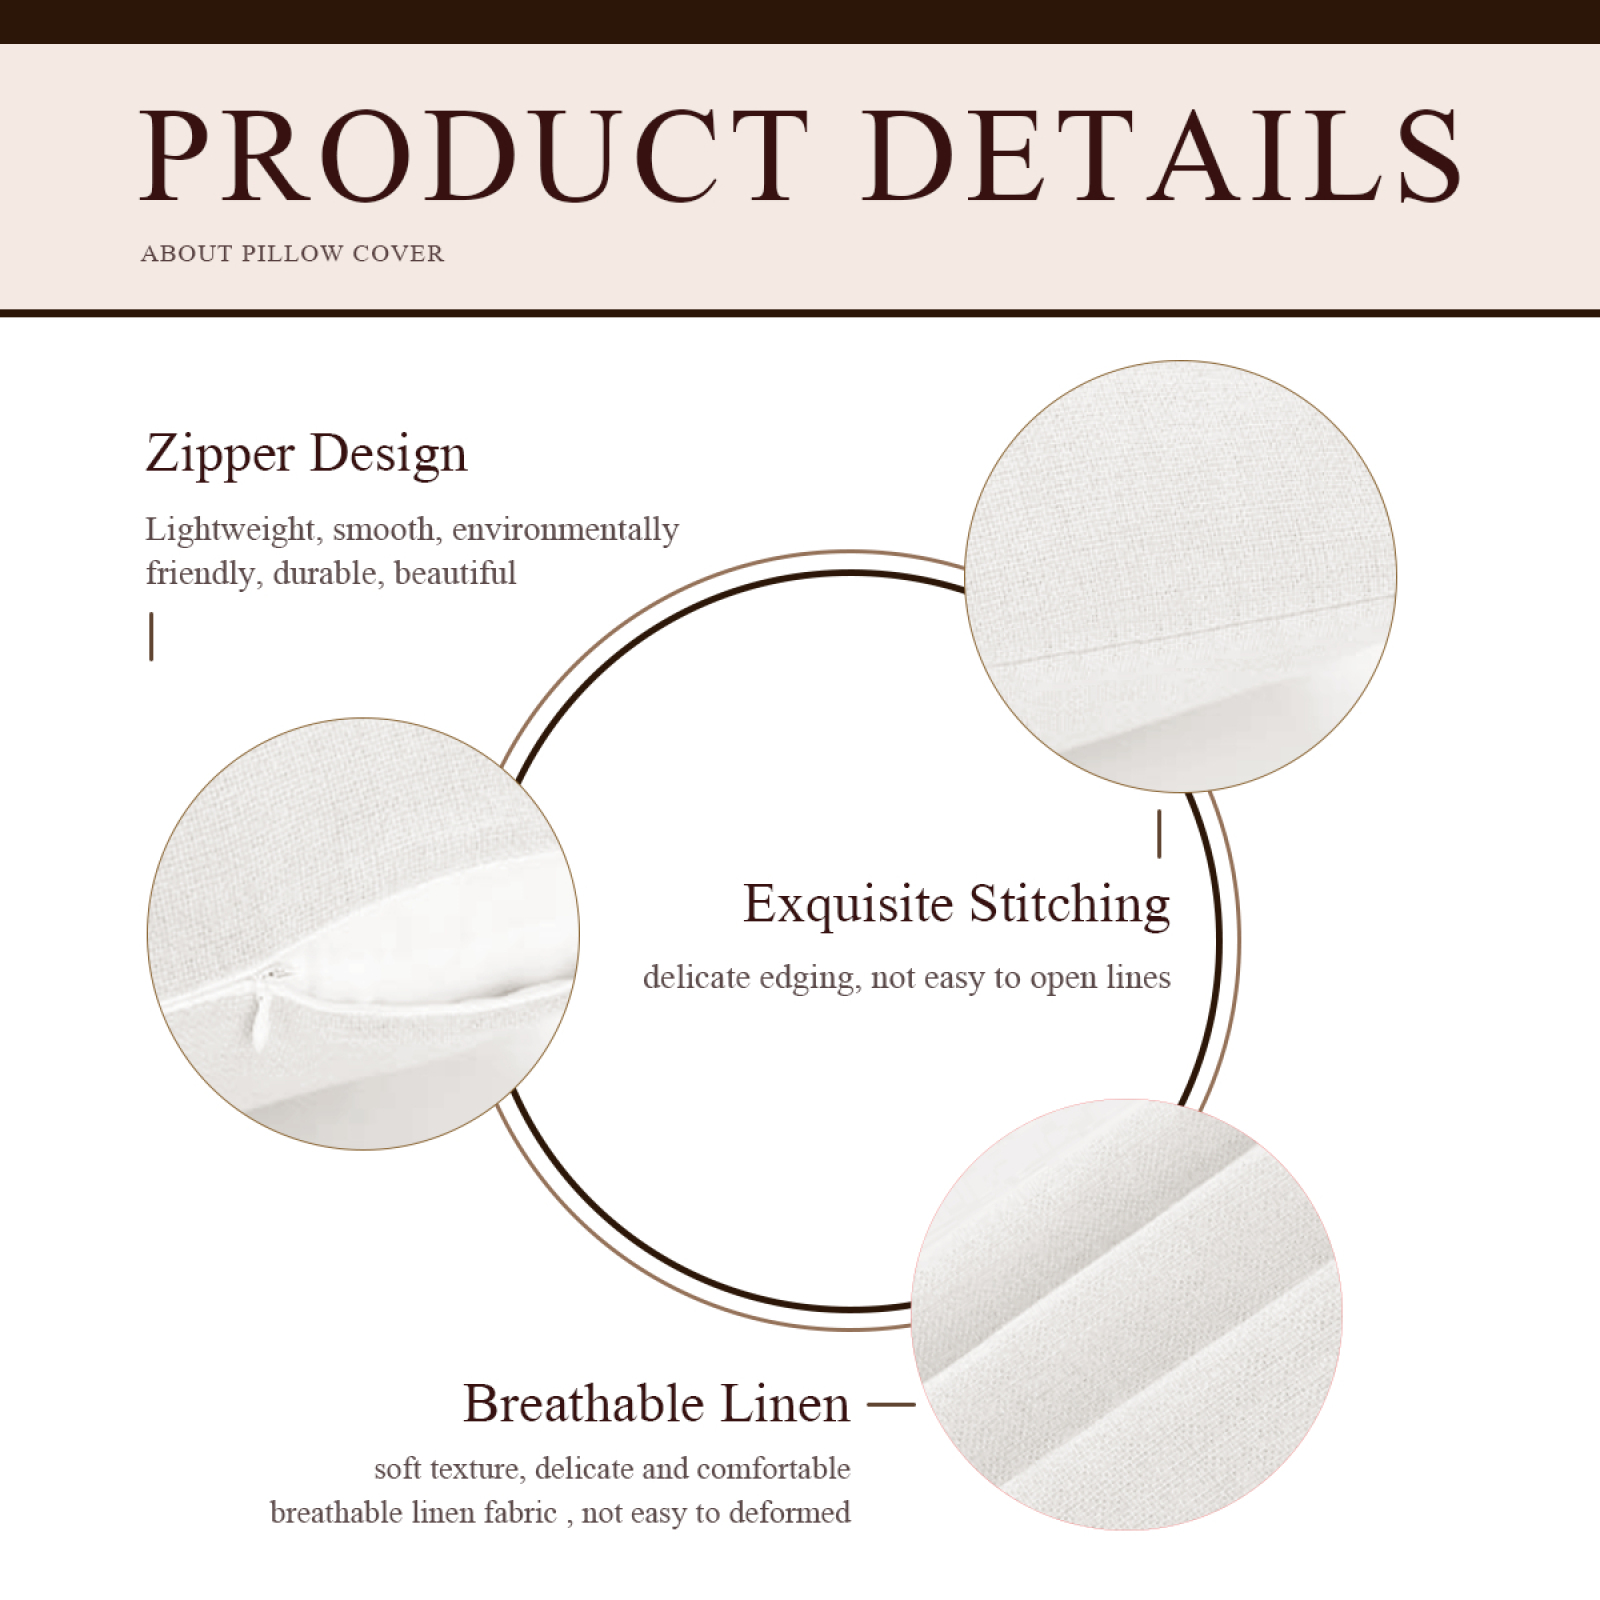 PRODUCT DETAILS
ABOUT PILLOW COVER
Zipper Design
Lightweight, smooth, environmentally
friendly, durable, beautiful
Exquisite Stitching
delicate edging, not easy to open lines
Breathable Linen
soft texture, delicate and comfortable
breathable linen fabric , not easy to deformed